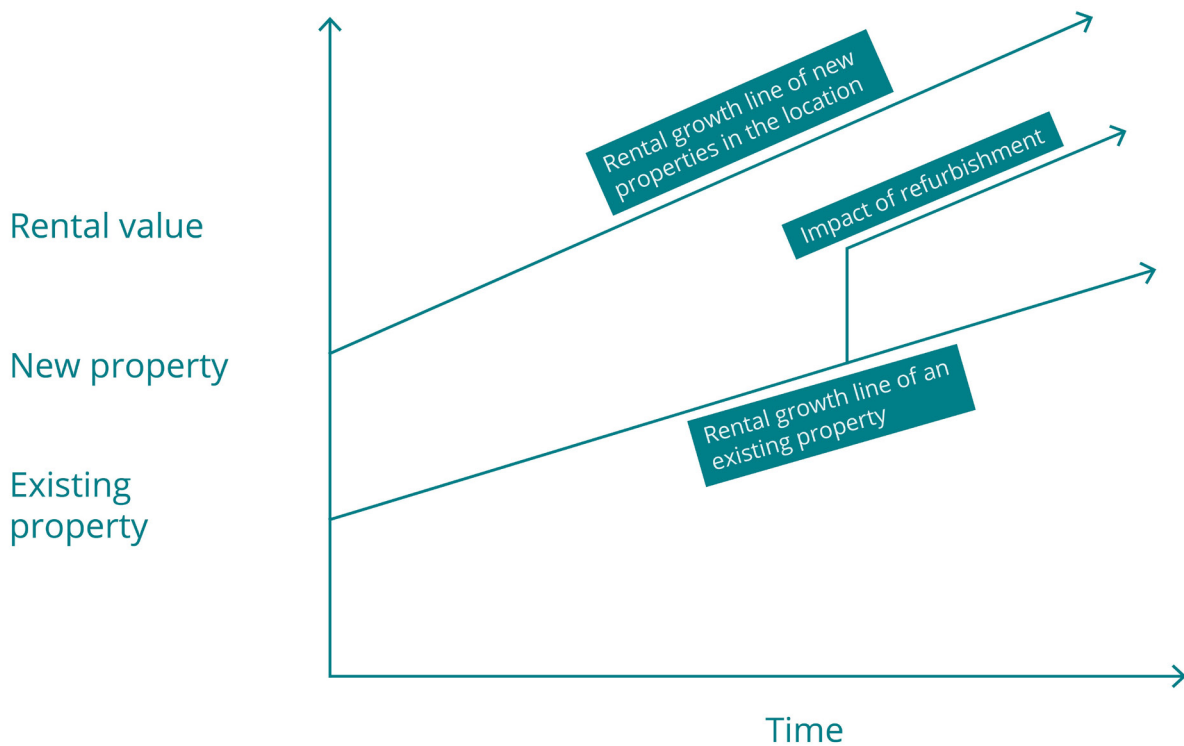 Rental growth line of new
properties in the location
Impact of refurbishment
Rental value
New property
Rental growth line of an
existing property
Existing
property
Time